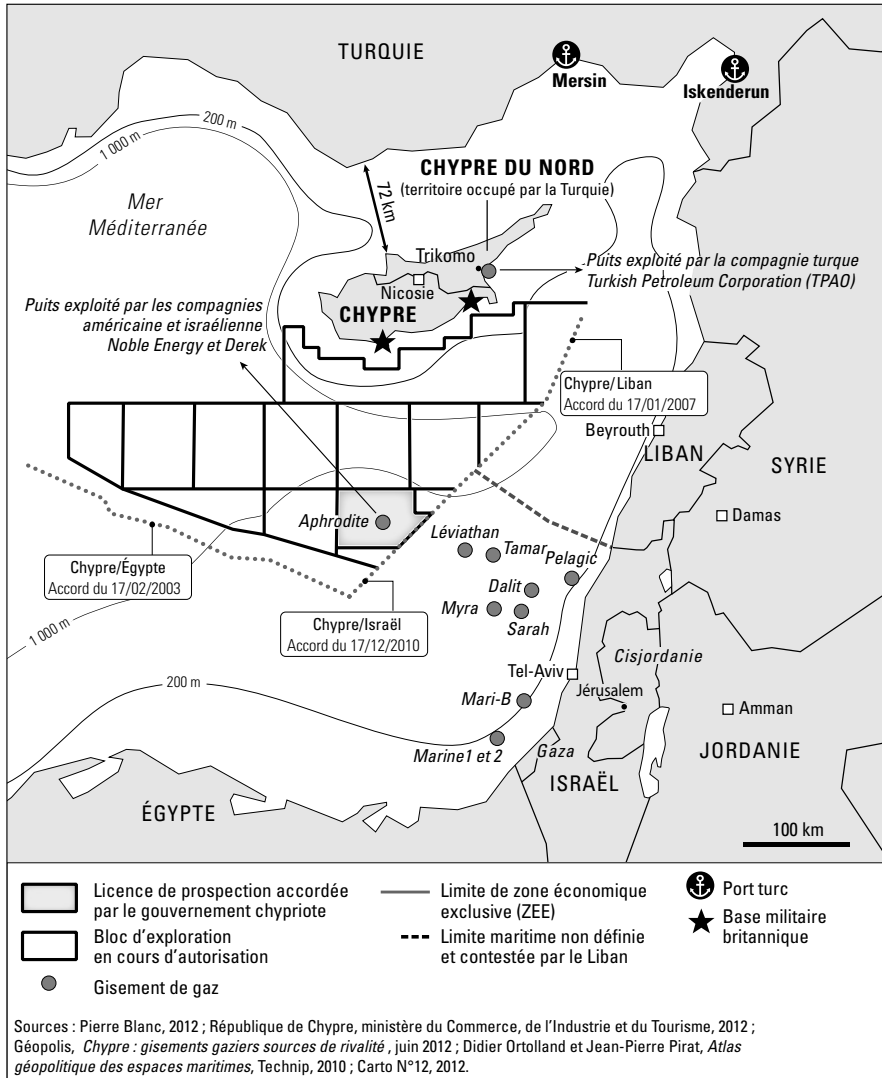 TURQUIE
Mersin
Iskenderun
200 m
1 000 m
CHYPRE DU NORD
(territoire occupé par la Turquie)
72 km
Mer
Méditerranée
Trikomo
Nicosie
Puits exploité par la compagnie turque
Turkish Petroleum Corporation (TPAO)
Puits exploité par les compagnies
américaine et israélienne
Noble Energy et Derek
CHYPRE
Chypre/Liban
Accord du 17/01/2007
Beyrouth
LIBAN
SYRIE
Damas
Aphrodite
Léviathan
Tamar
Pelagic
Chypre/Égypte
Accord du 17/02/2003
Dalit
Myra
Sarah
Chypre/Israël
Accord du 17/12/2010
1 000 m
Cisjordanie
Tel-Aviv
200 m
Jérusalem
Mari-B
Amman
Marine1 et 2
Gaza
JORDANIE
ISRAËL
ÉGYPTE
100 km
Licence de prospection accordée
par le gouvernement chypriote
Bloc d'exploration
en cours d'autorisation
Gisement de gaz
Limite de zone économique
exclusive (ZEE)
Limite maritime non définie
et contestée par le Liban
Port turc
Base militaire
britannique
Sources : Pierre Blanc, 2012 ; République de Chypre, ministère du Commerce, de l'Industrie et du Tourisme, 2012 ;
Géopolis, Chypre : gisements gaziers sources de rivalité , juin 2012 ; Didier Ortolland et Jean-Pierre Pirat, Atlas
géopolitique des espaces maritimes, Technip, 2010 ; Carto N°12, 2012.